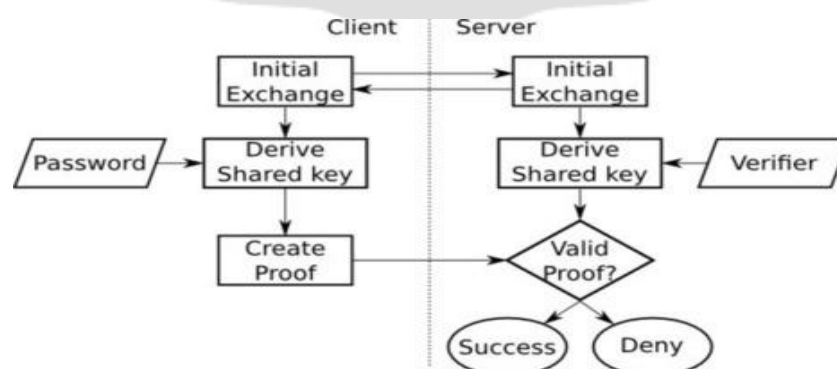 Client Server
Initial
Exchange
Initial
Exchange
Password
Derive
Shared key
Derive
Shared key
Verifier
Create
Proof
Valid
Proof?
Success
Deny